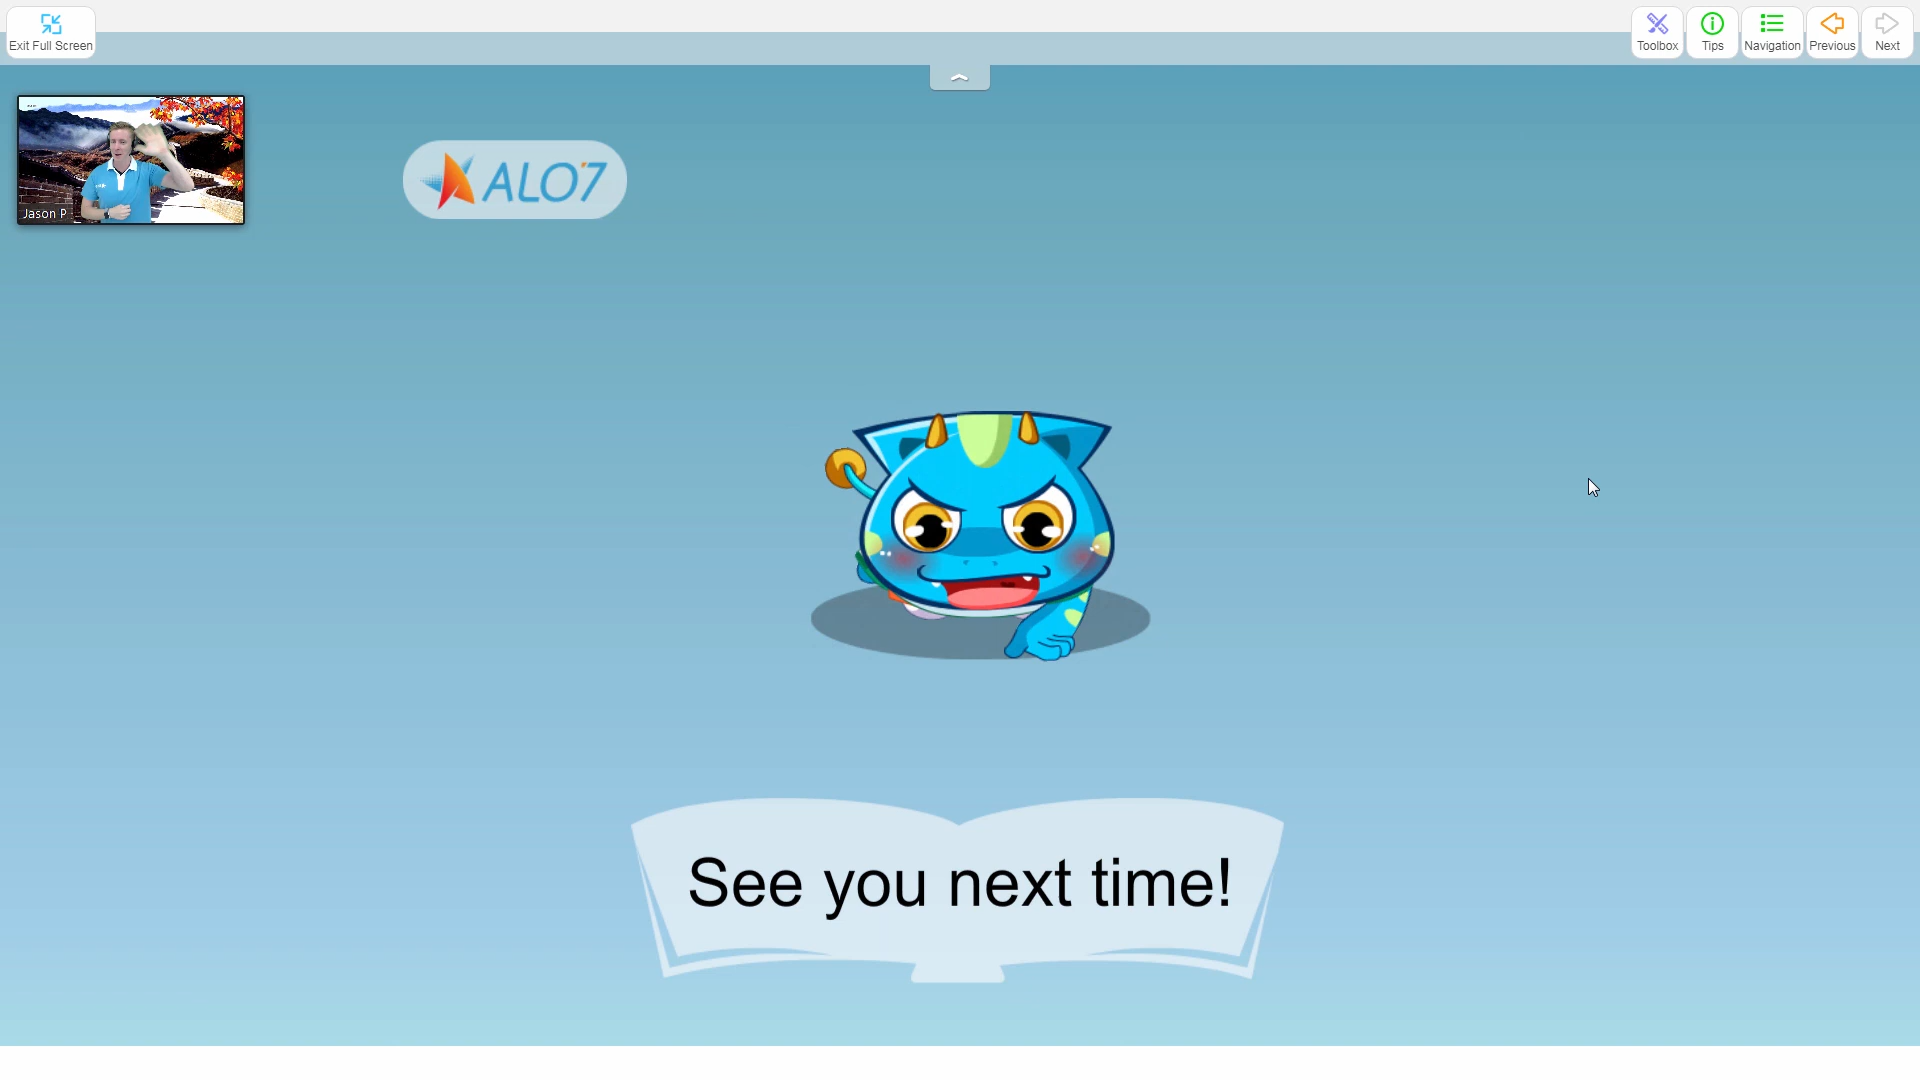 Exit Full Screen
Toolbox
Tips
Navigation
Previous
Next
Jason P
ALO7
See you next time!